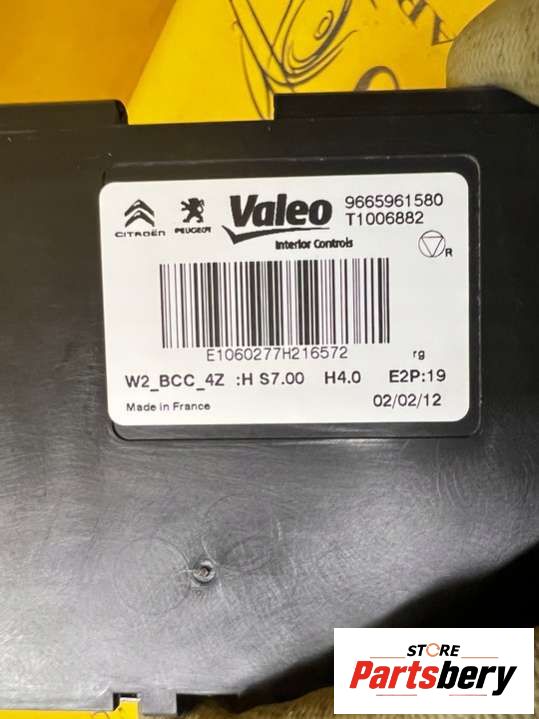 CITROËN PEUGEOT Valeo 9665961580
T1006882
Interior Controls
R
E1060277H216572 rg
W2_BCC_4Z :H S7.00 H4.0 E2P:19
Made in France 02/02/12
STORE
Partsbery